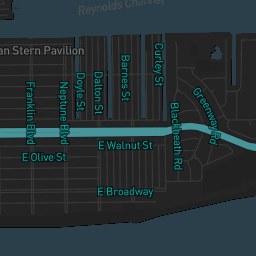 Reynolds Channel
an Stern Pavilion
Franklin Blvd
Neptune Blvd
Doyle St
Dalton St
Barnes St
Curley St
Blackheath Rd
Greenway Rd
E Walnut St
E Olive St
E Broadway